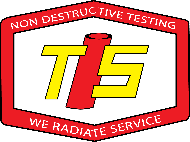 NON DESTRUCTIVE TESTING
TIS
WE RADIATE SERVICE